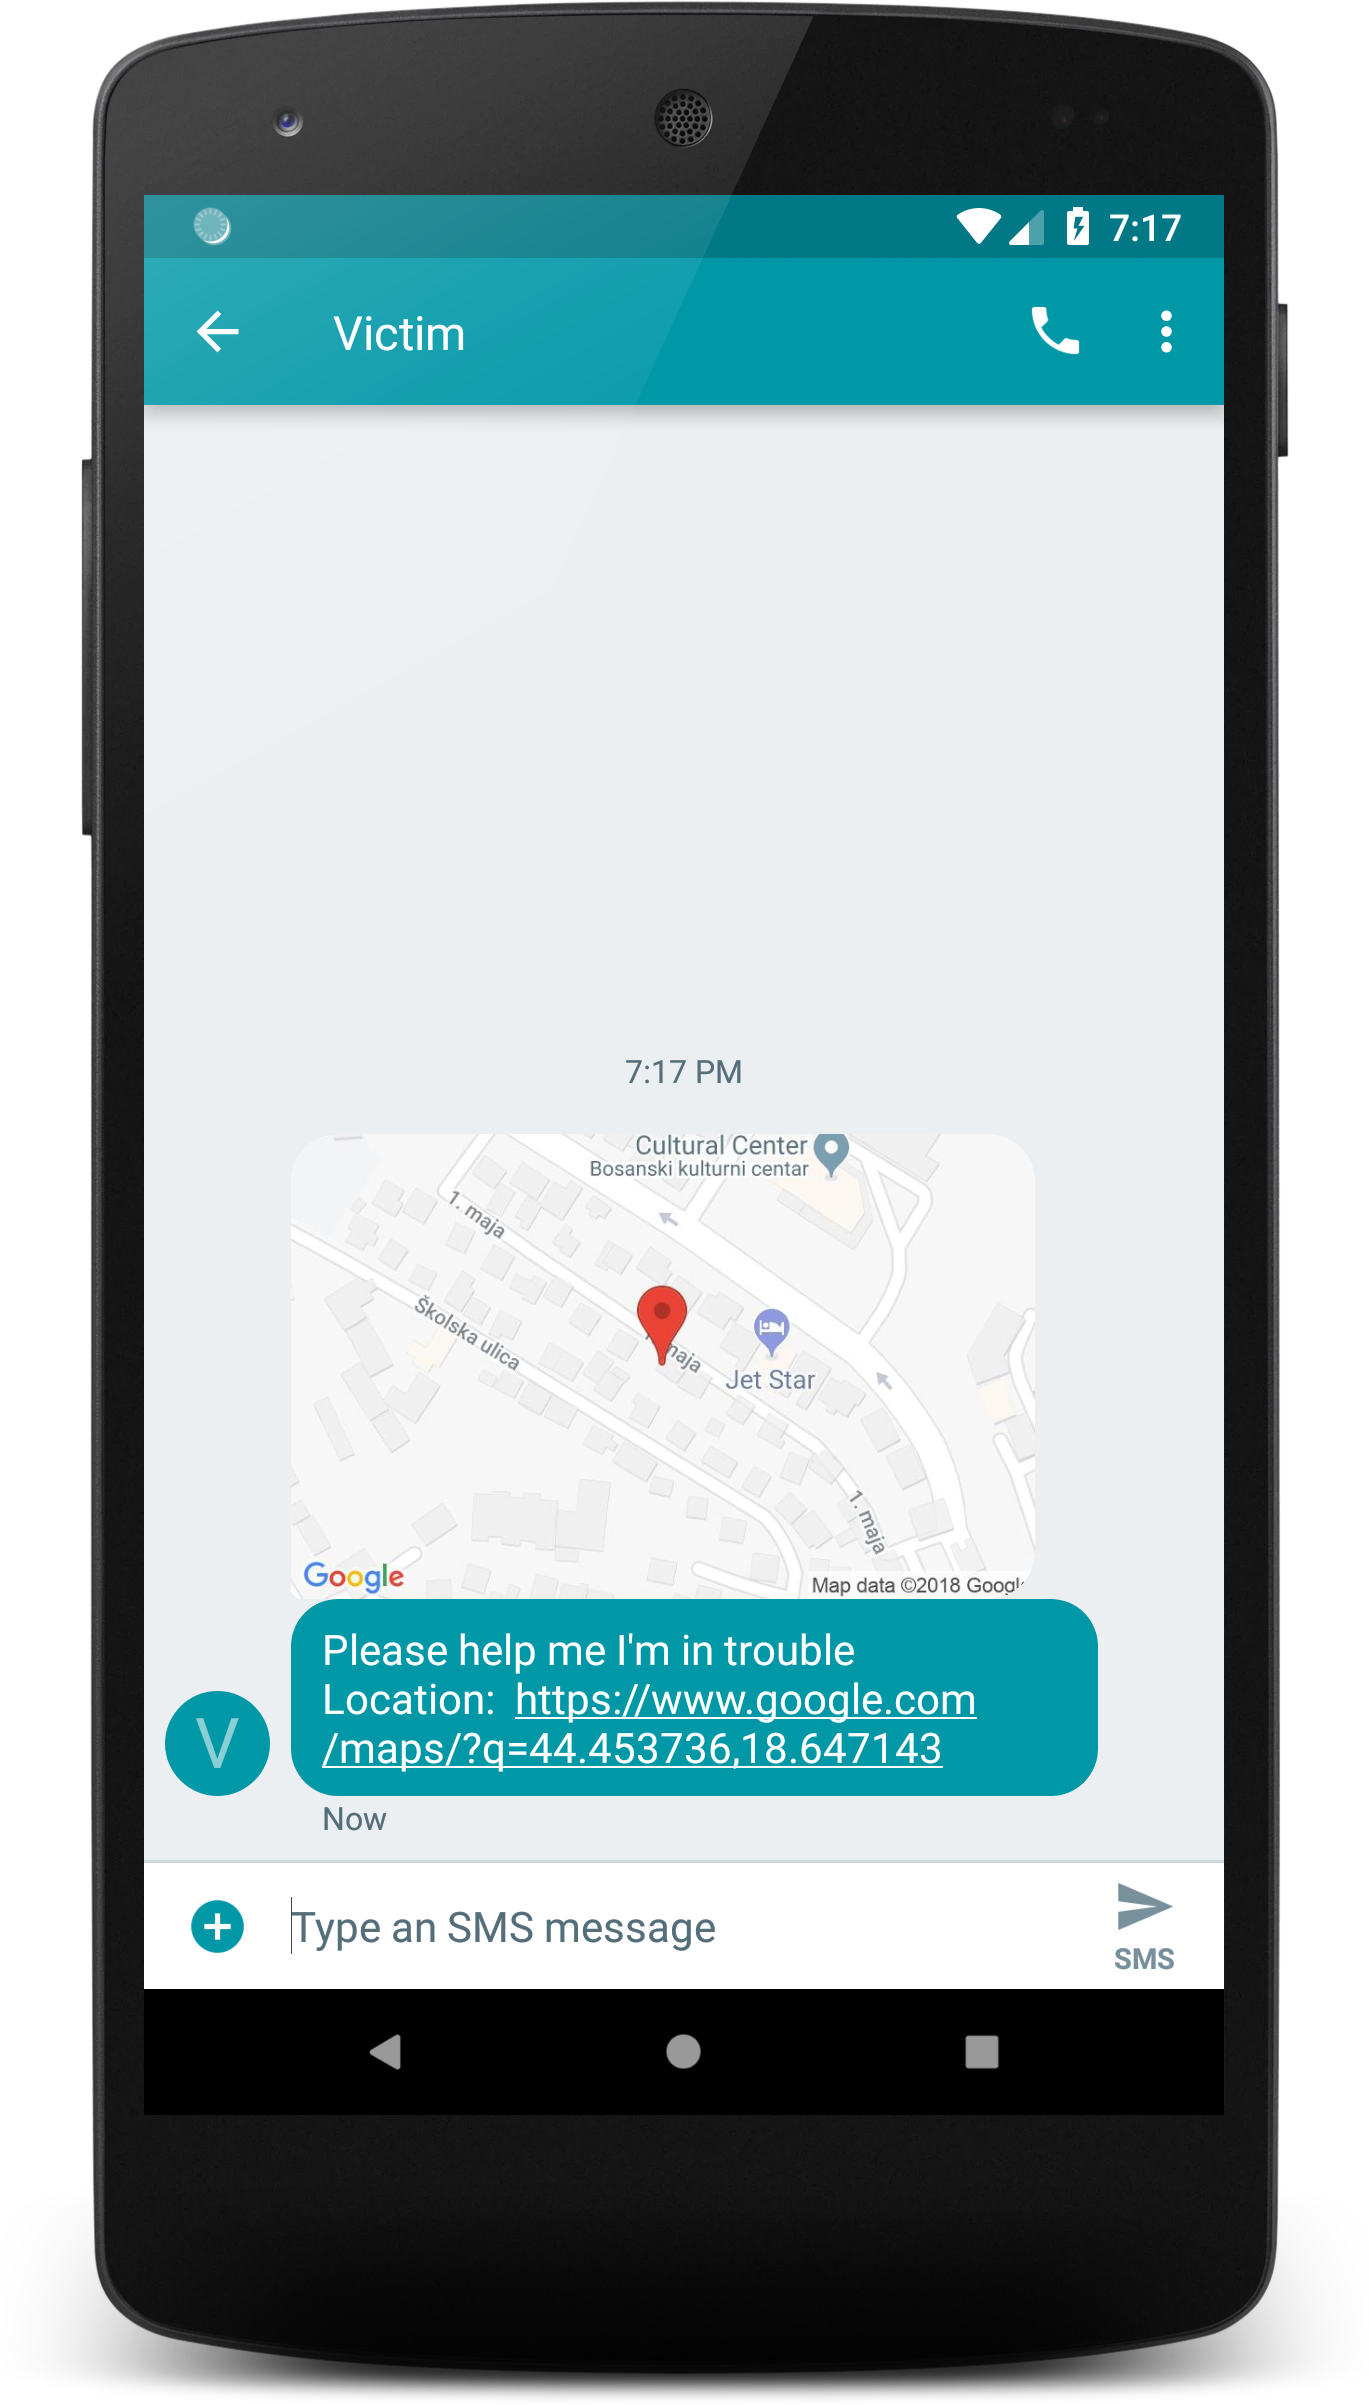 7:17
Victim
7:17 PM
Cultural Center
Bosanski kulturni centar
1. maja
Školska ulica
maja
Jet Star
1. maja
Google
Map data ©2018 Google
Please help me I'm in trouble
Location: https://www.google.com
/maps/?q=44.453736,18.647143
V
Now
Type an SMS message
SMS